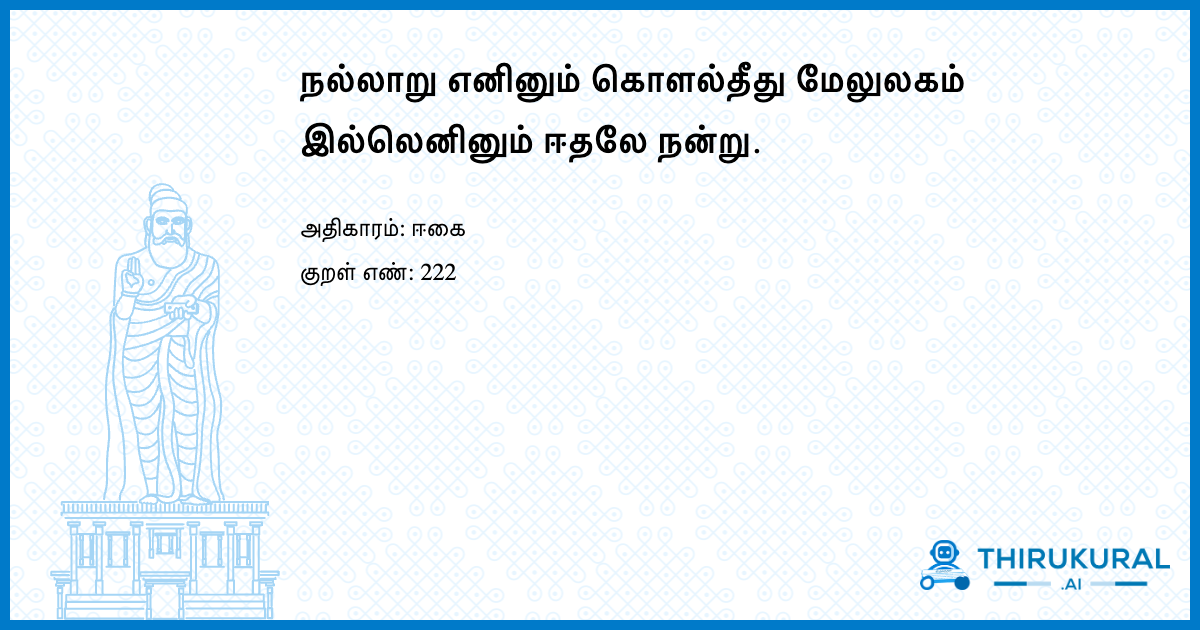 நல்லாறு எனினும் கொளல்தீது மேலுலகம்
இல்லெனினும் ஈதலே நன்று.
அதிகாரம்: ஈகை
குறள் எண்: 222
THIRUKURAL
.AI